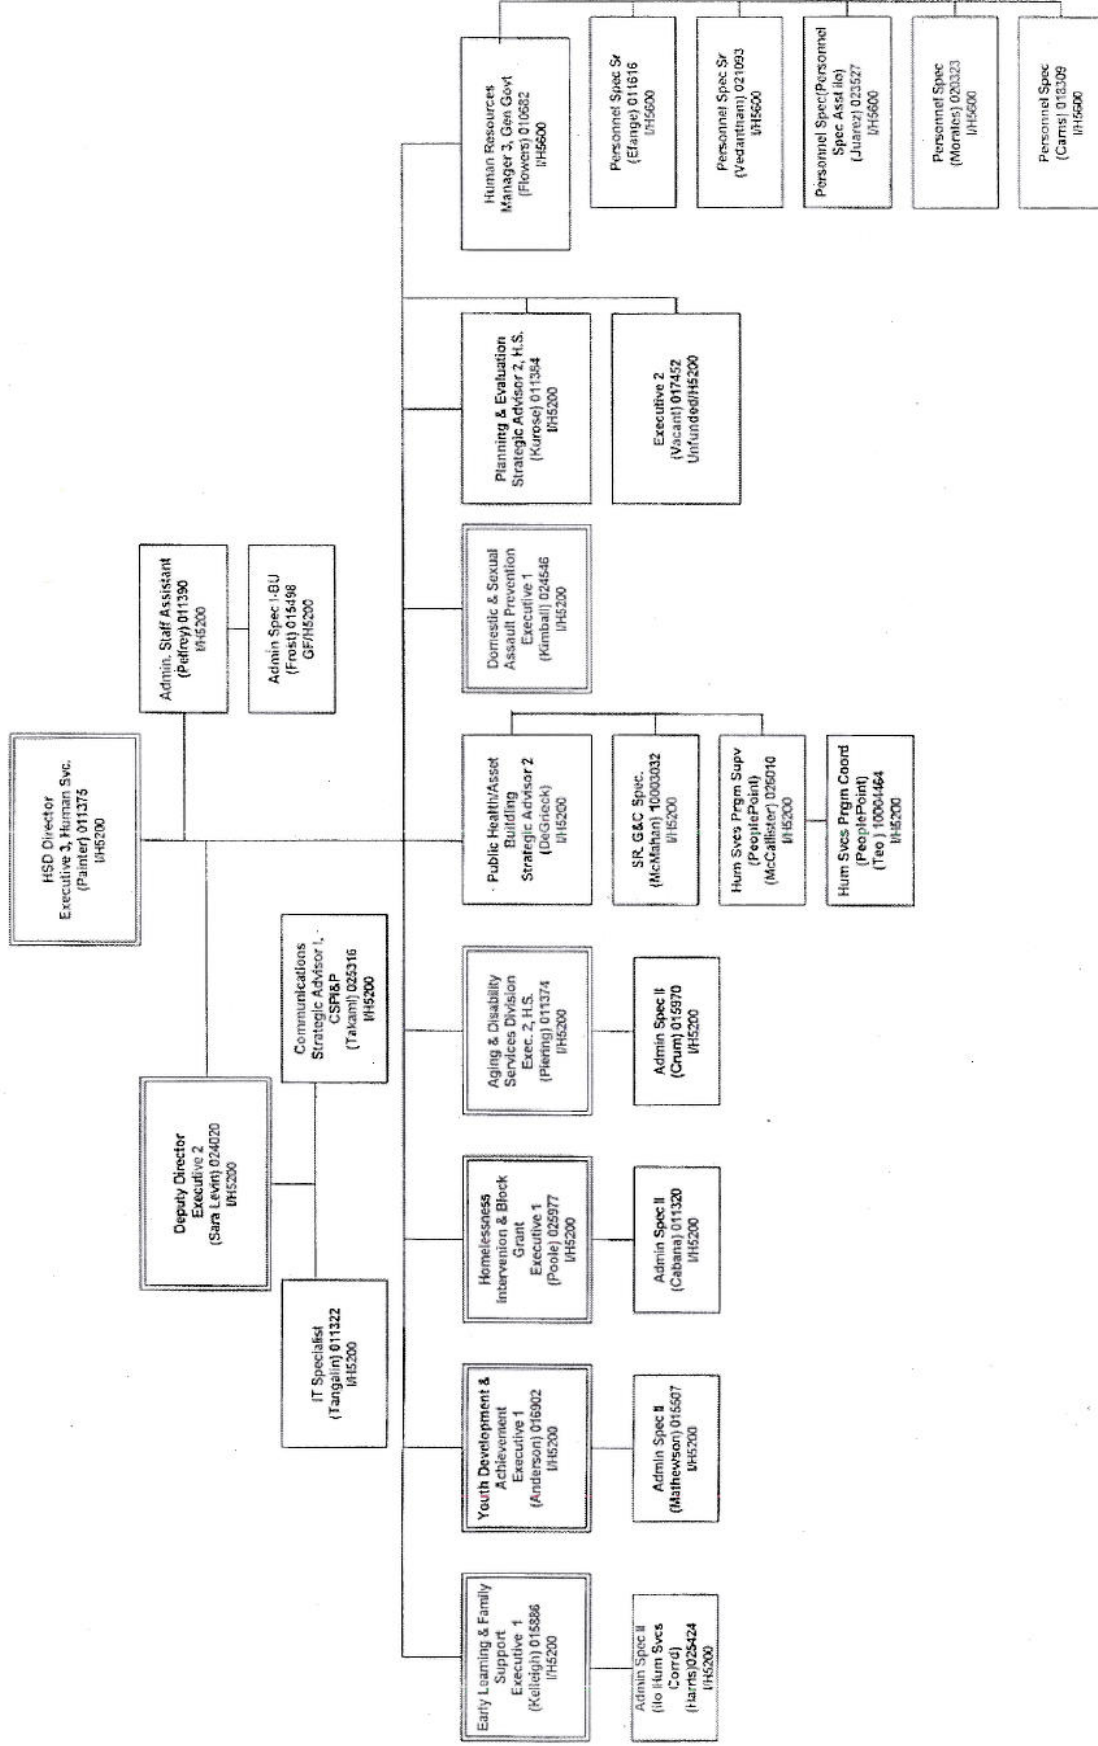 HSD Director
Executive 3, Human Svc.
(Painter) 011375
I/H5200
Deputy Director
Executive 2
(Sara Levin) 024020
I/H5200
Admin. Staff Assistant
(Pelfrey) 011390
I/H5200
Admin Spec I-BU
(Frost) 015498
GF/H5200
IT Specialist
(Tangalin) 011322
I/H5200
Communications
Strategic Advisor I, -
CSPI&P
(Takami) 025316
I/H5200
Early Learning & Family
Support
Executive 1
(Kelleigh) 015886
I/H5200
Admin Spec II
(ilo Hum Svcs
Corrd)
(Harris)025424
I/H5200
Youth Development &
Achievement
Executive 1
(Anderson) 016902
I/H5200
Admin Spec II
(Mathewson) 015507
I/H5200
Homelessness
Intervenion & Block
Grant
Executive 1
(Poole) 025977
I/H5200
Admin Spec II
(Cabana) 011320
I/H5200
Aging & Disability
Services Division
Exec. 2, H.S.
(Piering) 011374
I/H5200
Admin Spec II
(Crum) 015970
I/H5200
Public Health/Asset
Buildling
Strategic Advisor 2
(DeGrieck)
I/H5200
SR. G&C Spec.
(McMahan) 10003032
I/H5200
Hum Svcs Prgm Supv
(PeoplePoint)
(McCallister) 026010
I/H5200
Hum Svcs Prgm Coord
(PeoplePoint)
(Teo ) 10004464
I/H5200
Domestic & Sexual
Assault Prevention
Executive 1
(Kimball) 024546
I/H5200
Planning & Evaluation
Strategic Advisor 2, H.S.
(Kurose) 011384
I/H5200
Executive 2
(Vacant) 017452
Unfunded/H5200
Human Resources
Manager 3, Gen Govt
(Flowers) 010682
I/H5600
Personnel Spec Sr
(Efange) 011616
I/H5600
Personnel Spec Sr
(Vedantham) 021093
I/H5600
Personnel Spec(Personnel
Spec Asst ilo)
(Juarez) 023527
I/H5600
Personnel Spec
(Morales) 020323
I/H5600
Personnel Spec
(Carns) 018309
I/H5600